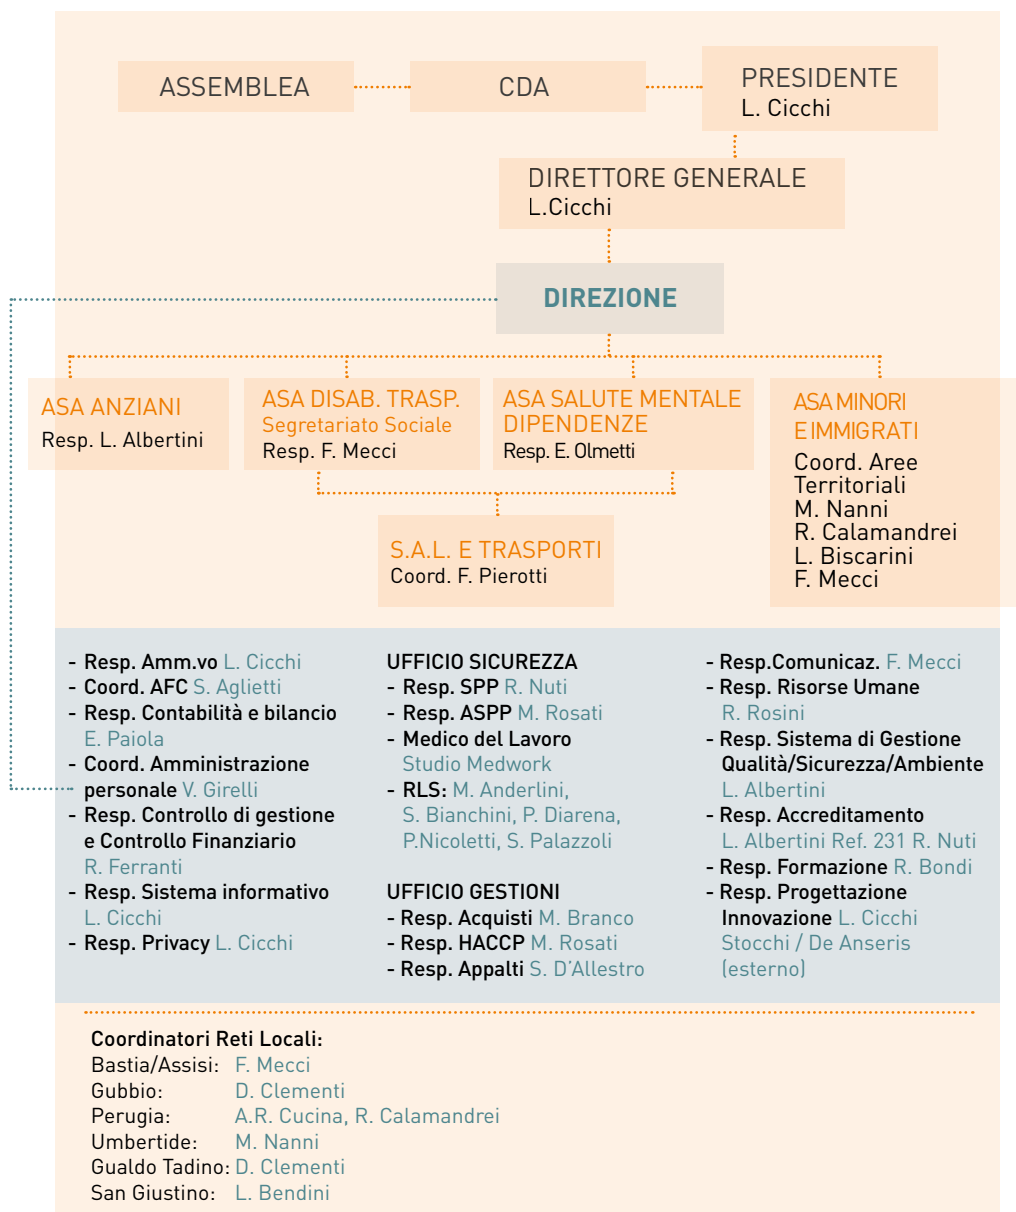 ASSEMBLEA
CDA
PRESIDENTE
L. Cicchi
DIRETTORE GENERALE
L.Cicchi
DIREZIONE
ASA ANZIANI
Resp. L. Albertini
ASA DISAB. TRASP.
Segretariato Sociale
Resp. F. Mecci
ASA SALUTE MENTALE
DIPENDENZE
Resp. E. Olmetti
ASA MINORI
E IMMIGRATI
Coord. Aree
Territoriali
M. Nanni
R. Calamandrei
L. Biscarini
F. Mecci
S.A.L. E TRASPORTI
Coord. F. Pierotti
- Resp. Amm.vo L. Cicchi
- Coord. AFC S. Aglietti
- Resp. Contabilità e bilancio
E. Paiola
- Coord. Amministrazione
personale V. Girelli
- Resp. Controllo di gestione
e Controllo Finanziario
R. Ferranti
- Resp. Sistema informativo
L. Cicchi
- Resp. Privacy L. Cicchi
UFFICIO SICUREZZA
- Resp. SPP R. Nuti
- Resp. ASPP M. Rosati
- Medico del Lavoro
Studio Medwork
- RLS: M. Anderlini,
S. Bianchini, P. Diarena,
P.Nicoletti, S. Palazzoli
UFFICIO GESTIONI
- Resp. Acquisti M. Branco
- Resp. HACCP M. Rosati
- Resp. Appalti S. D'Allestro
- Resp.Comunicaz. F. Mecci
- Resp. Risorse Umane
R. Rosini
- Resp. Sistema di Gestione
Qualità/Sicurezza/Ambiente
L. Albertini
- Resp. Accreditamento
L. Albertini Ref. 231 R. Nuti
- Resp. Formazione R. Bondi
- Resp. Progettazione
Innovazione L. Cicchi
Stocchi / De Anseris
(esterno)
Coordinatori Reti Locali:
Bastia/Assisi: F. Mecci
Gubbio: D. Clementi
Perugia: A.R. Cucina, R. Calamandrei
Umbertide: M. Nanni
Gualdo Tadino: D. Clementi
San Giustino: L. Bendini